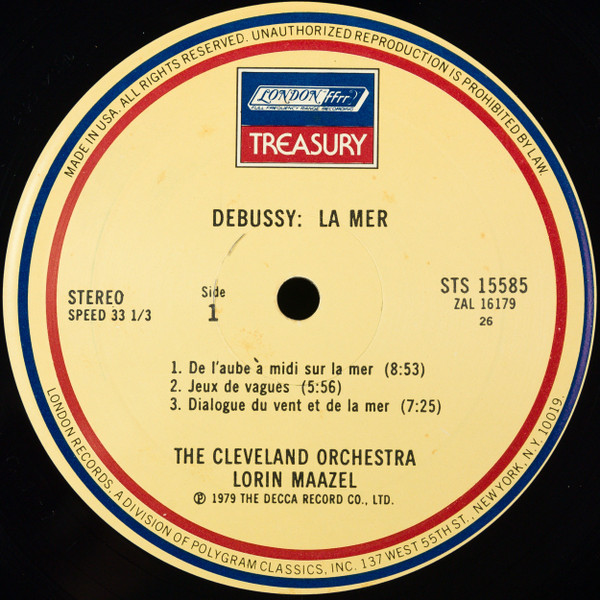 MADE IN USA. ALL RIGHTS RESERVED. UNAUTHORIZED REPRODUCTION IS PROHIBITED BY LAW.
LONDON ffrr
FULL FREQUENCY RANGE RECORDING
TREASURY
DEBUSSY: LA MER
STEREO
SPEED 33 1/3
Side
1
STS 15585
ZAL 16179
26
1. De l'aube à midi sur la mer (8:53)
2. Jeux de vagues (5:56)
3. Dialogue du vent et de la mer (7:25)
THE CLEVELAND ORCHESTRA
LORIN MAAZEL
Ⓟ 1979 THE DECCA RECORD CO., LTD.
LONDON RECORDS, A DIVISION OF POLYGRAM CLASSICS, INC. 137 WEST 55TH ST., NEW YORK, N.Y. 10019.